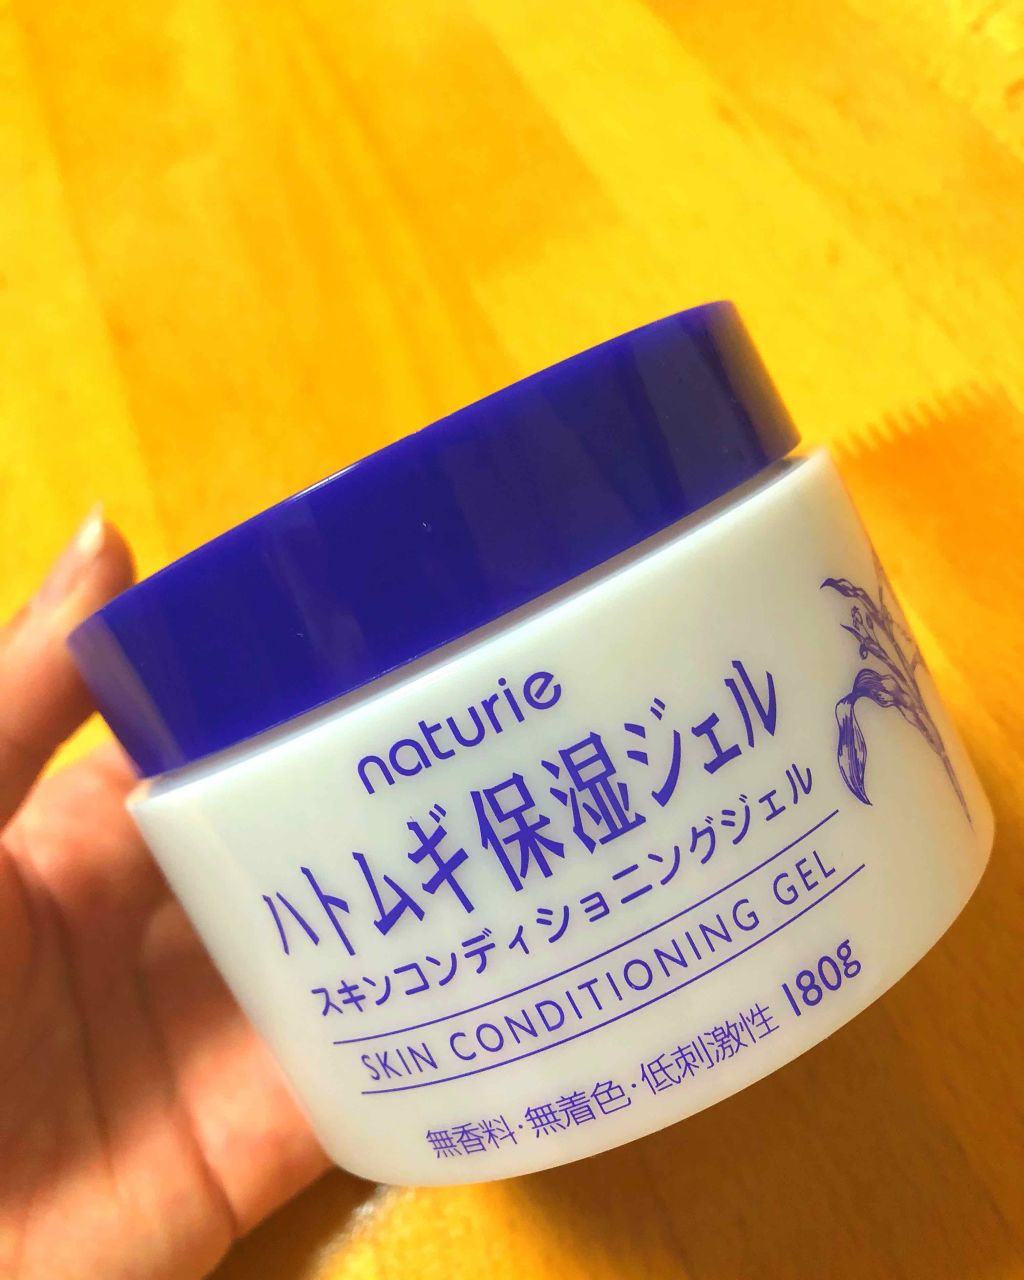 naturie
ハトムギ保湿ジェル
スキンコンディショニングジェル
SKIN CONDITIONING GEL
無香料・無着色・低刺激性 180g